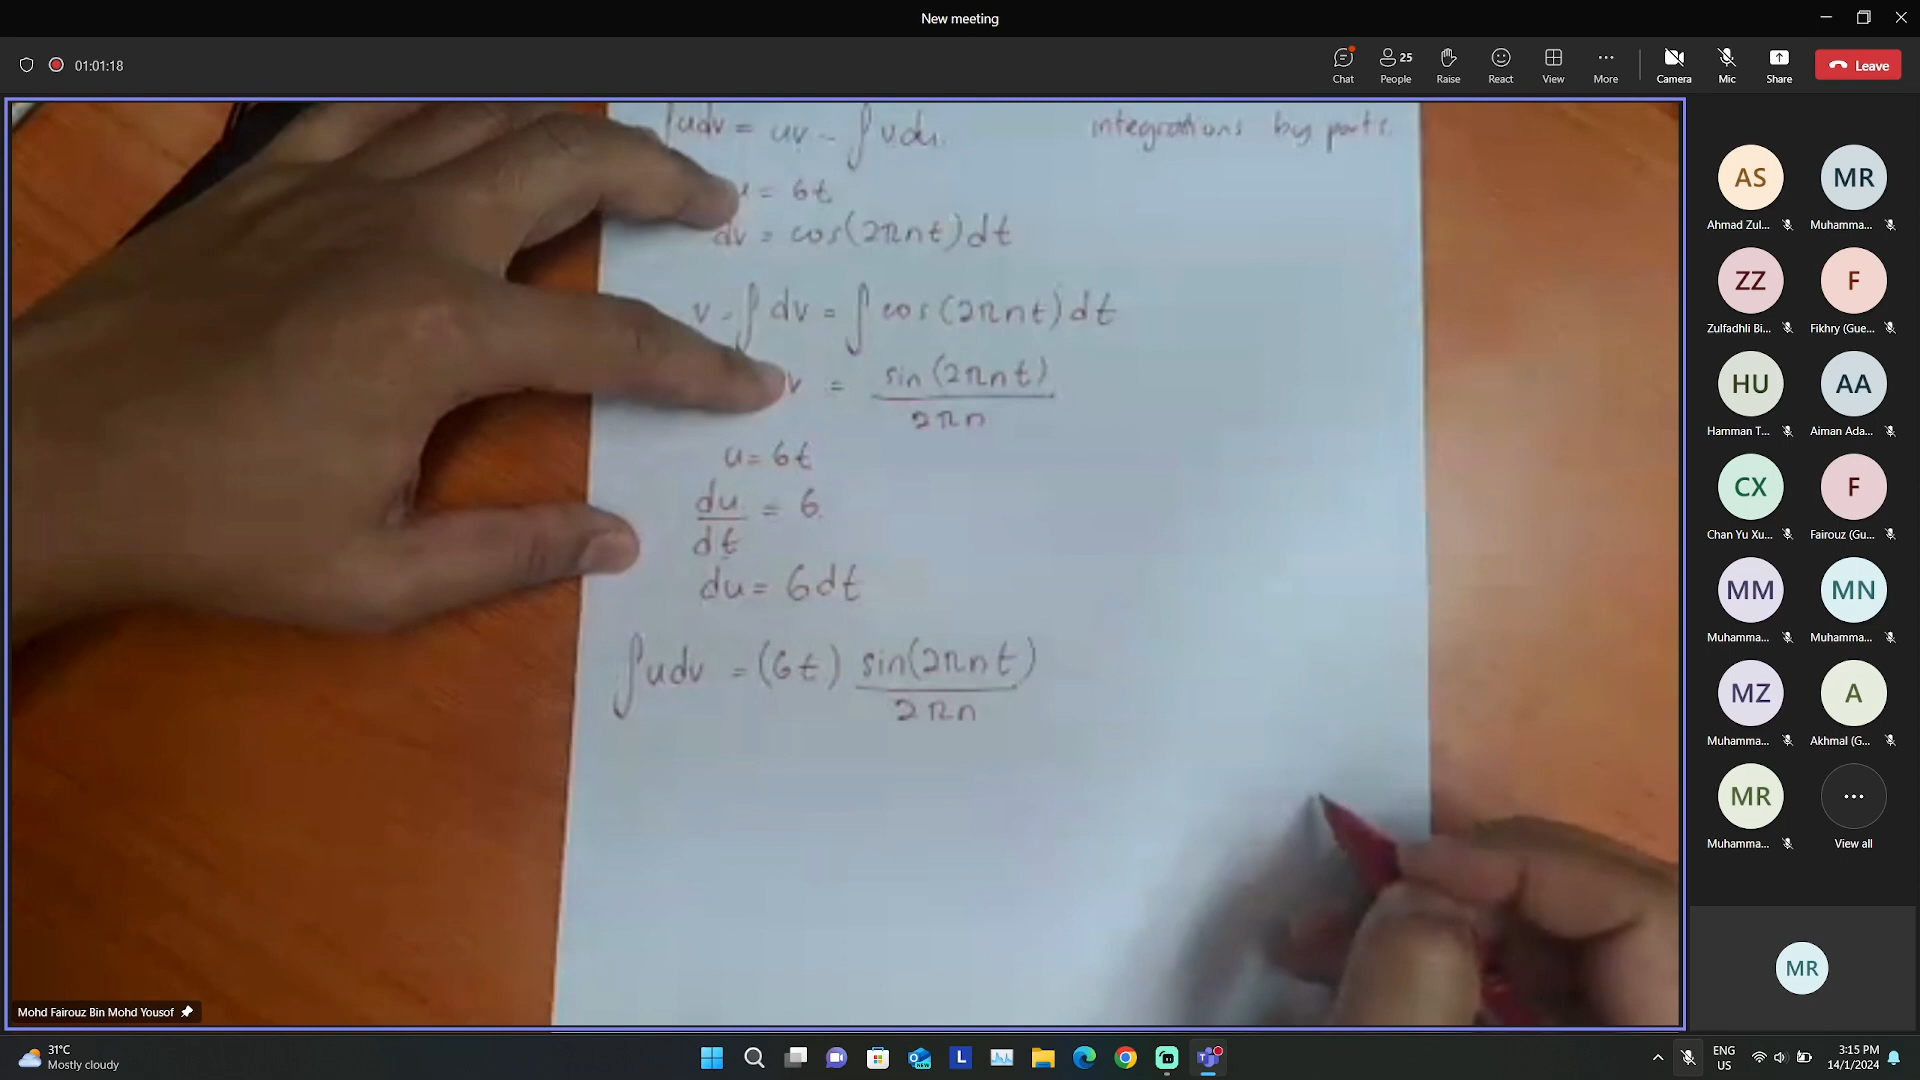 New meeting
01:01:18
Chat
25
People
Raise
React
View
More
Camera
Mic
Share
Leave
∫udv = uv - ∫vdu. integrations by parts.
= 6t
dv = cos(2πnt)dt
v - ∫dv = ∫cos(2πnt)dt
v = sin(2πnt)
2πn
u = 6t
du = 6.
dt
du = 6dt
∫udv = (6t) sin(2πnt)
2πn
Mohd Fairouz Bin Mohd Yousof
AS
MR
Ahmad Zul...
Muhamma...
ZZ
F
Zulfadhli Bi...
Fikhry (Gue...
HU
AA
Hamman T...
Aiman Ada...
CX
F
Chan Yu Xu...
Fairouz (Gu...
MM
MN
Muhamma...
Muhamma...
MZ
A
Muhamma...
Akhmal (G...
MR
...
Muhamma...
View all
MR
31°C
Mostly cloudy
NEW
L
ENG
US
3:15 PM
14/1/2024